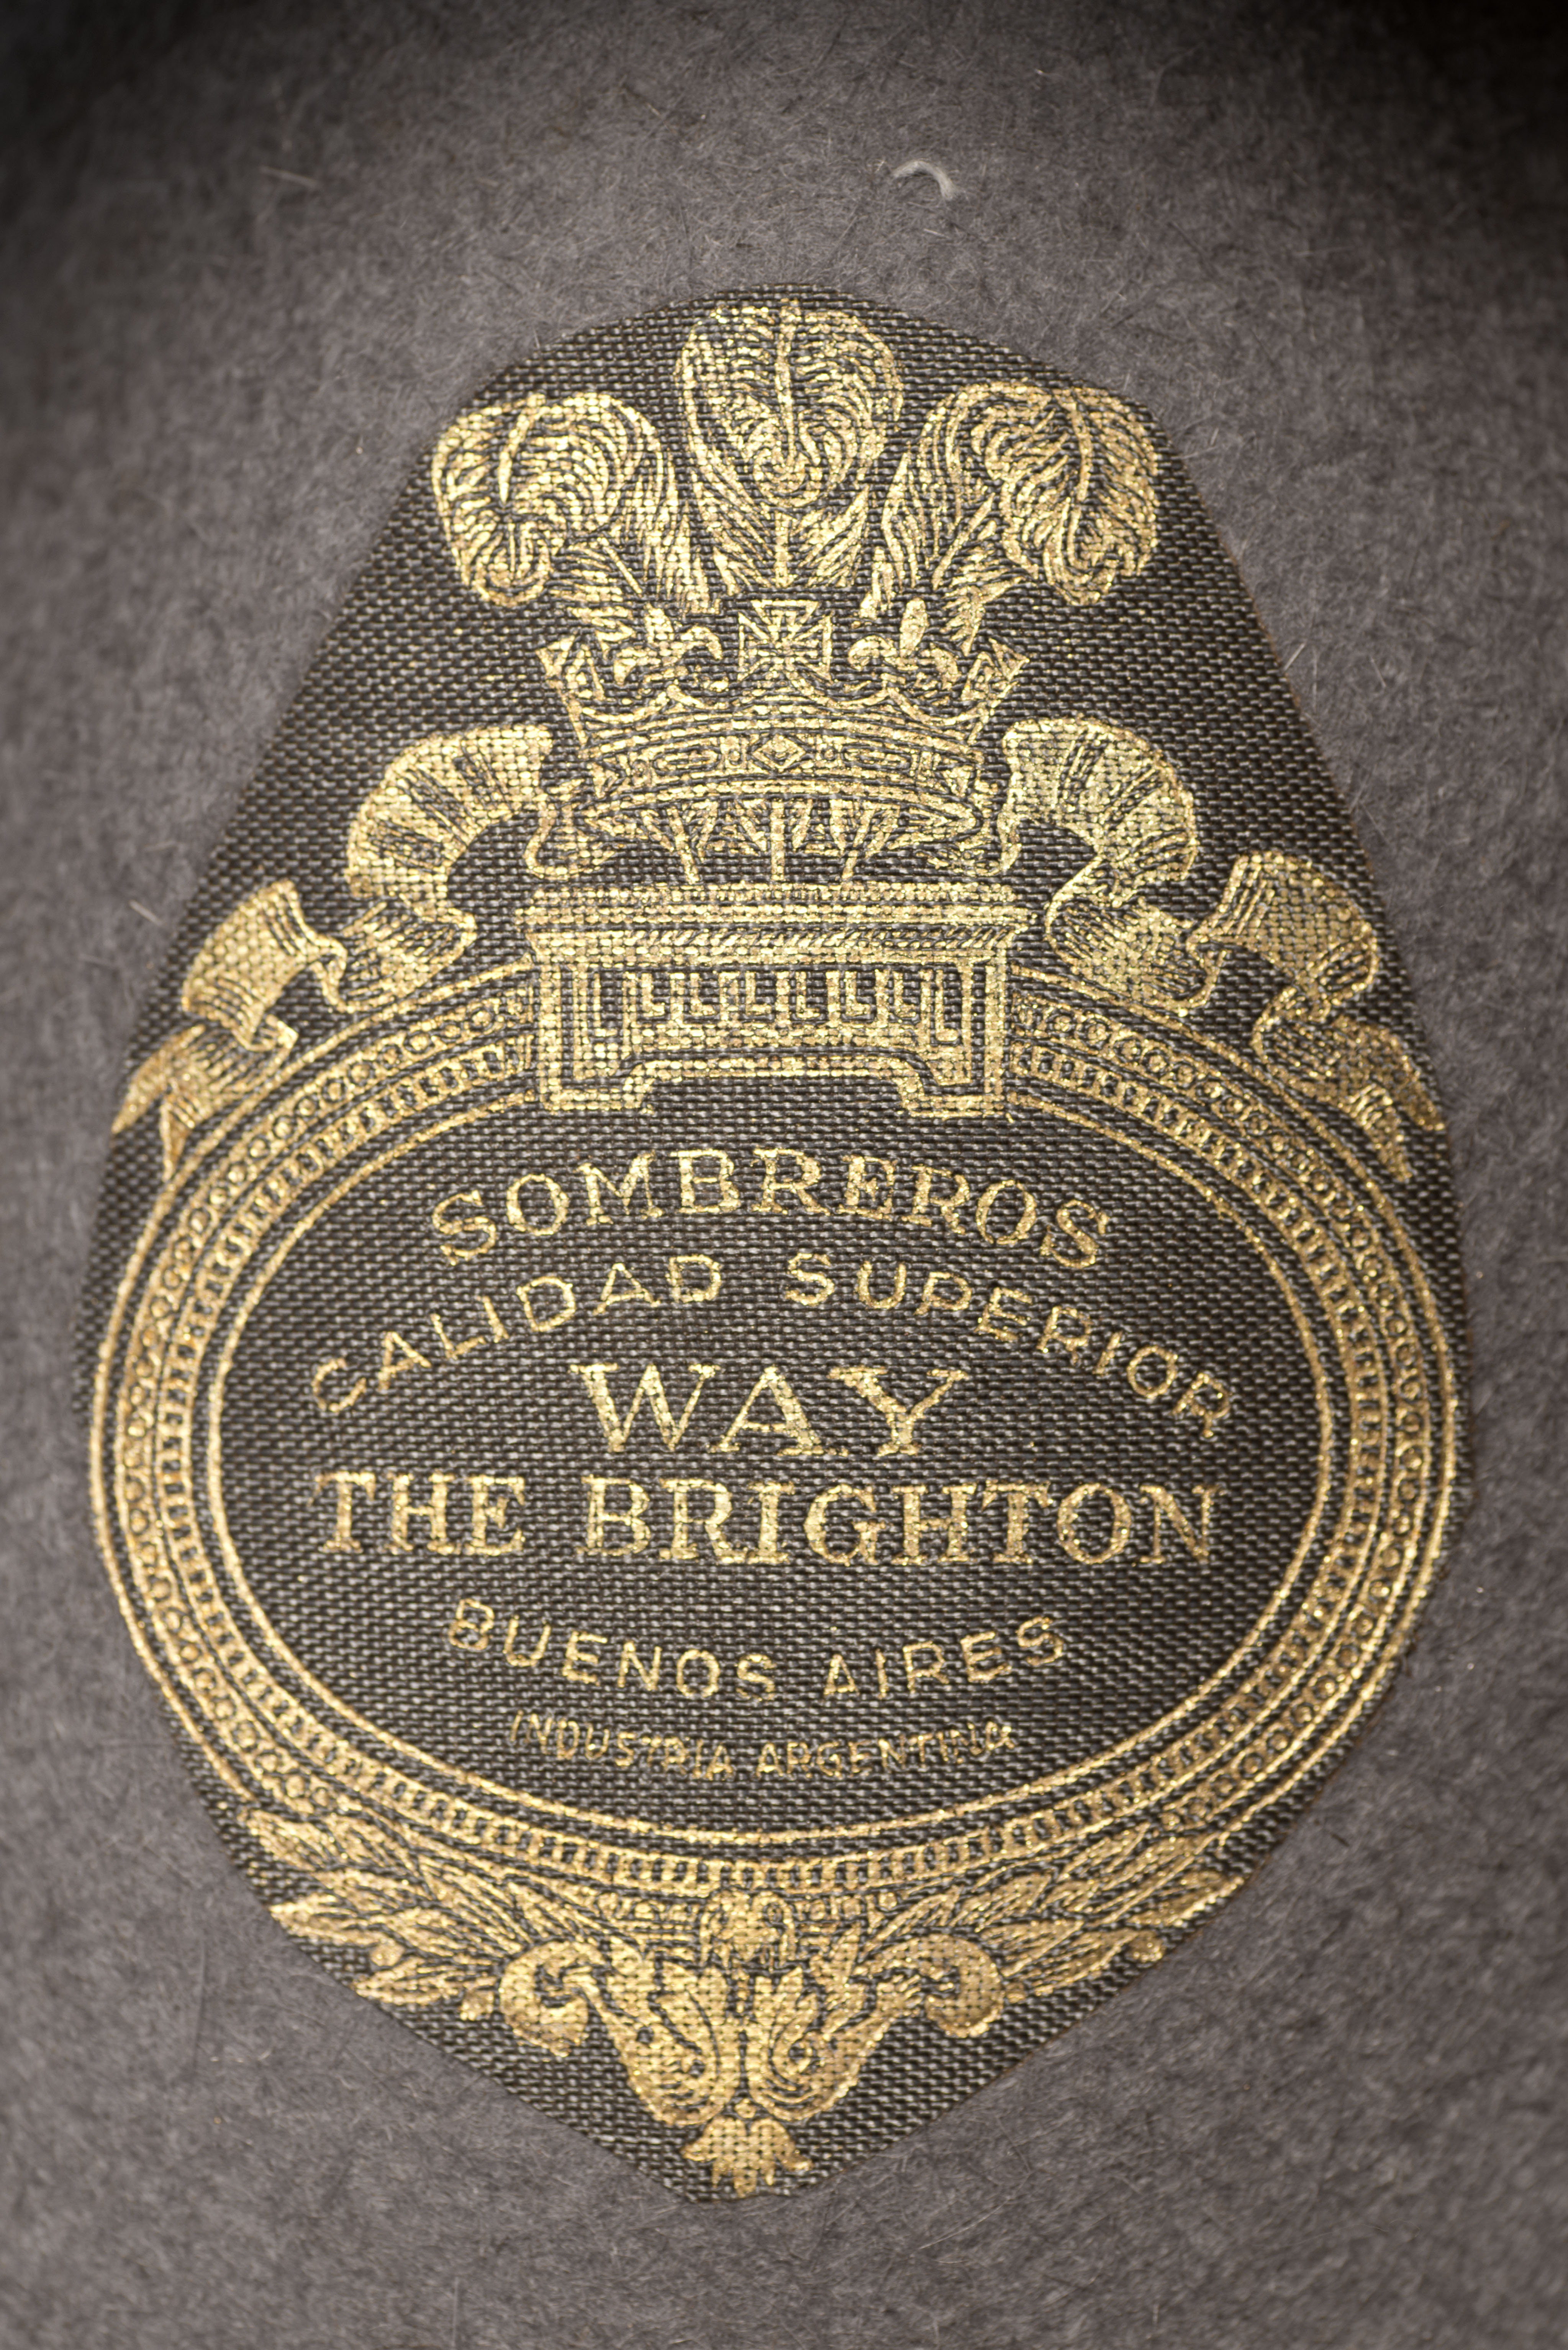 SOMBREROS
CALIDAD SUPERIOR
WAY
THE BRIGHTON
BUENOS AIRES
INDUSTRIA ARGENTINA